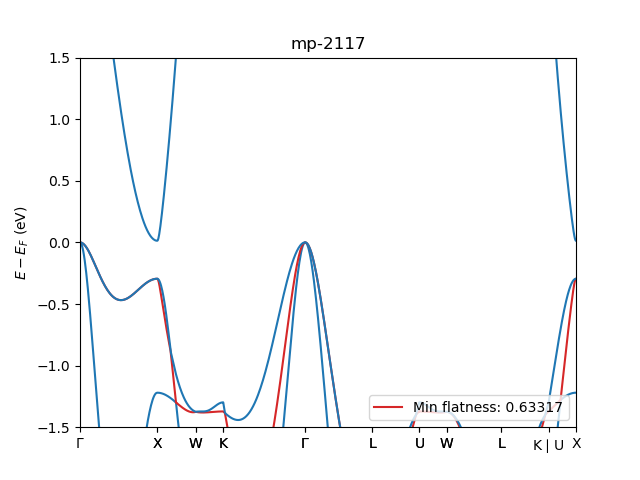 mp-2117
E − E_F (eV)
1.5
1.0
0.5
0.0
−0.5
−1.0
−1.5
Min flatness: 0.63317
Γ X W K Γ L U W L K | U X